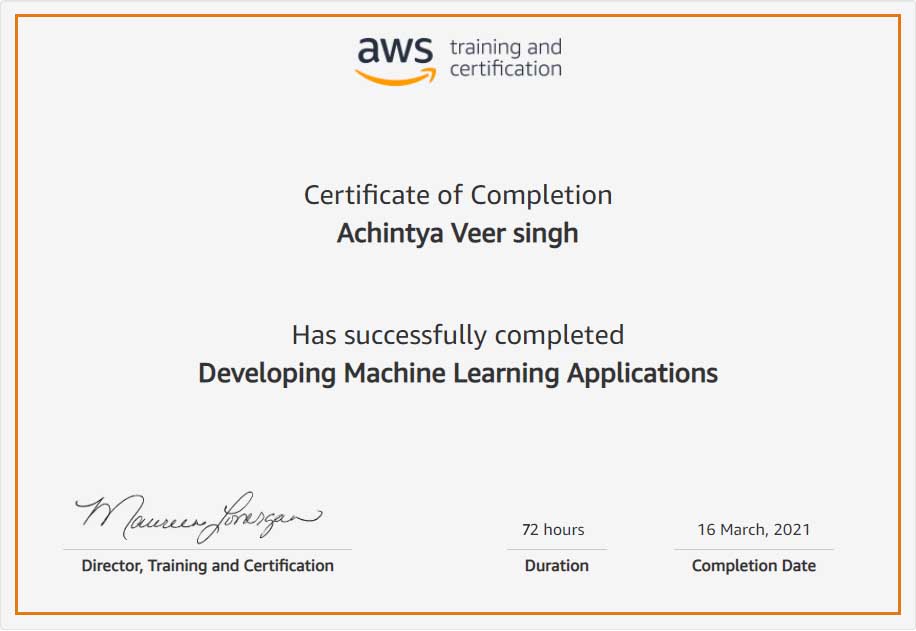 aws training and
certification
Certificate of Completion
Achintya Veer singh
Has successfully completed
Developing Machine Learning Applications
Maureen Lonergan
72 hours
16 March, 2021
Director, Training and Certification
Duration
Completion Date